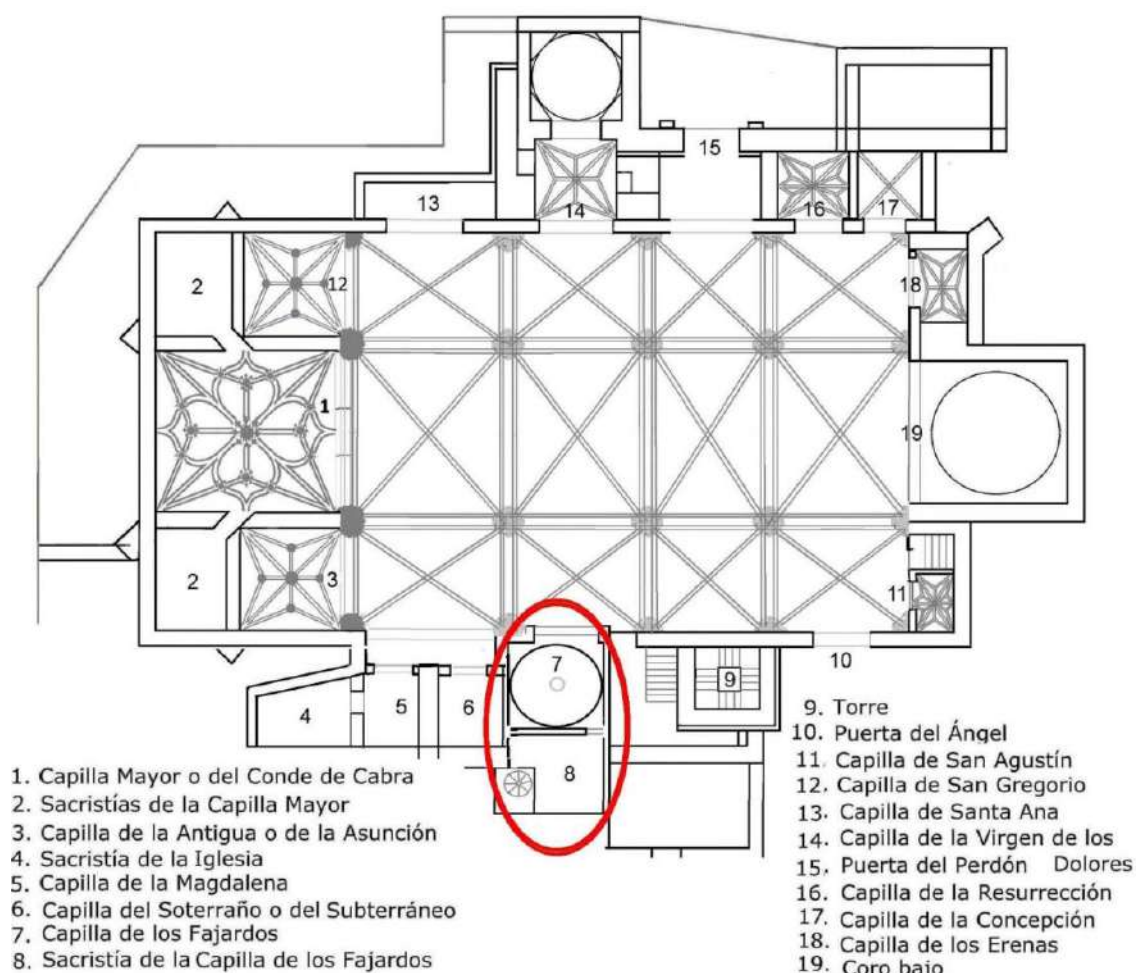 15
13
14
16
17
2
12
18
1
19
2
3
11
7
10
9
4
5
6
8
1. Capilla Mayor o del Conde de Cabra
2. Sacristías de la Capilla Mayor
3. Capilla de la Antigua o de la Asunción
4. Sacristía de la Iglesia
5. Capilla de la Magdalena
6. Capilla del Soterraño o del Subterráneo
7. Capilla de los Fajardos
8. Sacristía de la Capilla de los Fajardos
9. Torre
10. Puerta del Ángel
11. Capilla de San Agustín
12. Capilla de San Gregorio
13. Capilla de Santa Ana
14. Capilla de la Virgen de los
15. Puerta del Perdón Dolores
16. Capilla de la Resurrección
17. Capilla de la Concepción
18. Capilla de los Erenas
19. Coro bajo